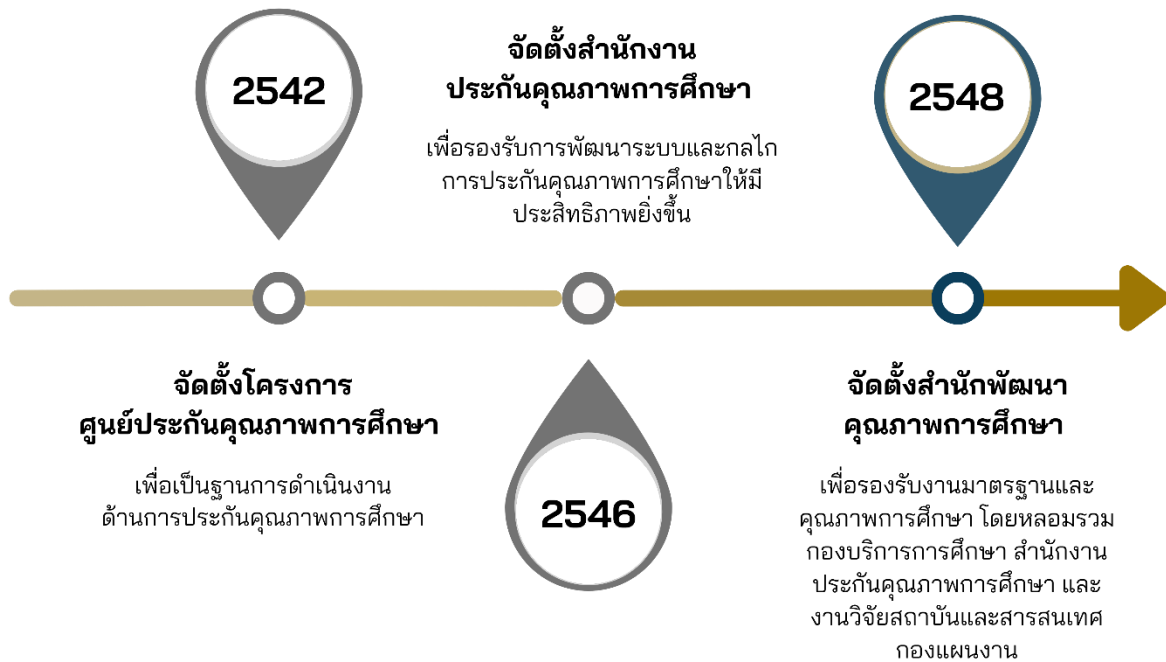 2542
จัดตั้งโครงการ
ศูนย์ประกันคุณภาพการศึกษา
เพื่อเป็นฐานการดำเนินงาน
ด้านการประกันคุณภาพการศึกษา
จัดตั้งสำนักงาน
ประกันคุณภาพการศึกษา
เพื่อรองรับการพัฒนาระบบและกลไก
การประกันคุณภาพการศึกษาให้มี
ประสิทธิภาพยิ่งขึ้น
2546
2548
จัดตั้งสำนักพัฒนา
คุณภาพการศึกษา
เพื่อรองรับงานมาตรฐานและ
คุณภาพการศึกษา โดยหลอมรวม
กองบริการการศึกษา สำนักงาน
ประกันคุณภาพการศึกษา และ
งานวิจัยสถาบันและสารสนเทศ
กองแผนงาน